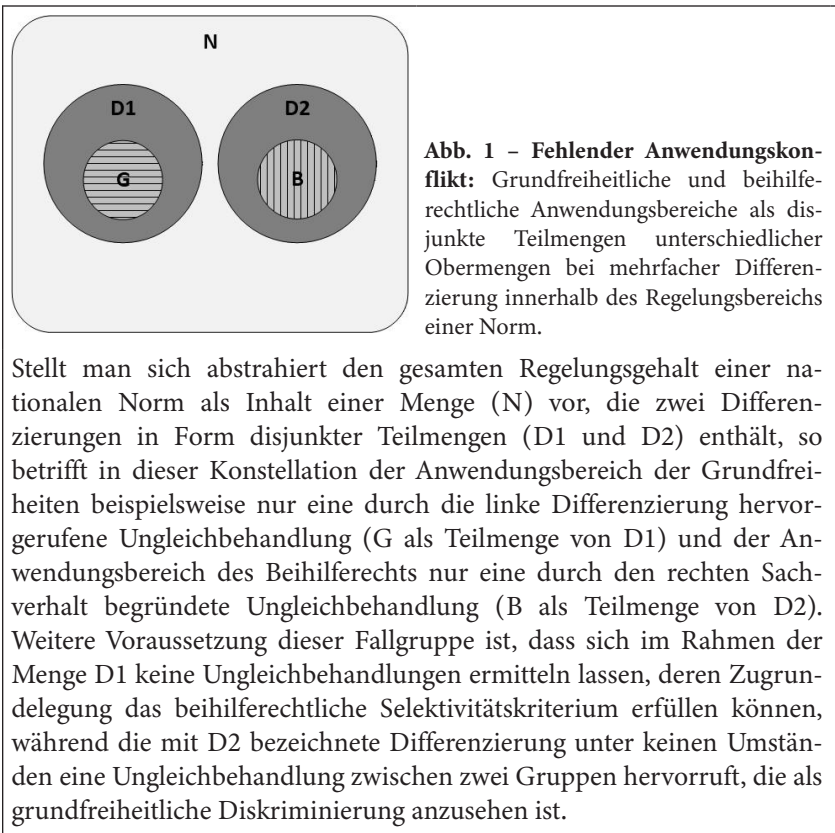 N
D1
D2
G
B
Abb. 1 – Fehlender Anwendungskon-
flikt: Grundfreiheitliche und beihilfe-
rechtliche Anwendungsbereiche als dis-
junkte Teilmengen unterschiedlicher
Obermengen bei mehrfacher Differen-
zierung innerhalb des Regelungsbereichs
einer Norm.
Stellt man sich abstrahiert den gesamten Regelungsgehalt einer na-
tionalen Norm als Inhalt einer Menge (N) vor, die zwei Differen-
zierungen in Form disjunkter Teilmengen (D1 und D2) enthält, so
betrifft in dieser Konstellation der Anwendungsbereich der Grundfrei-
heiten beispielsweise nur eine durch die linke Differenzierung hervor-
gerufene Ungleichbehandlung (G als Teilmenge von D1) und der An-
wendungsbereich des Beihilferechts nur eine durch den rechten Sach-
verhalt begründete Ungleichbehandlung (B als Teilmenge von D2).
Weitere Voraussetzung dieser Fallgruppe ist, dass sich im Rahmen der
Menge D1 keine Ungleichbehandlungen ermitteln lassen, deren Zugrun-
delegung das beihilferechtliche Selektivitätskriterium erfüllen können,
während die mit D2 bezeichnete Differenzierung unter keinen Umstän-
den eine Ungleichbehandlung zwischen zwei Gruppen hervorruft, die als
grundfreiheitliche Diskriminierung anzusehen ist.